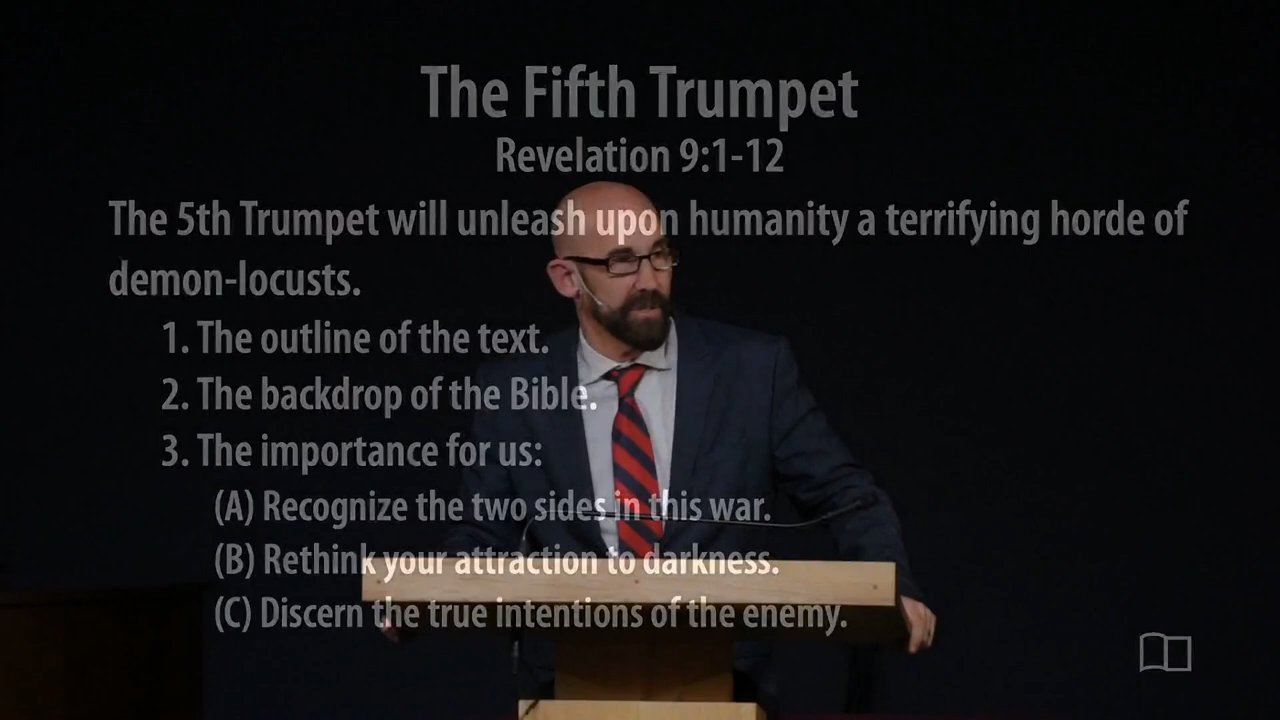 The Fifth Trumpet
Revelation 9:1-12
The 5th Trumpet will unleash upon humanity a terrifying horde of
demon-locusts.
1. The outline of the text.
2. The backdrop of the Bible.
3. The importance for us:
(A) Recognize the two sides in this war.
(B) Rethink your attraction to darkness.
(C) Discern the true intentions of the enemy.